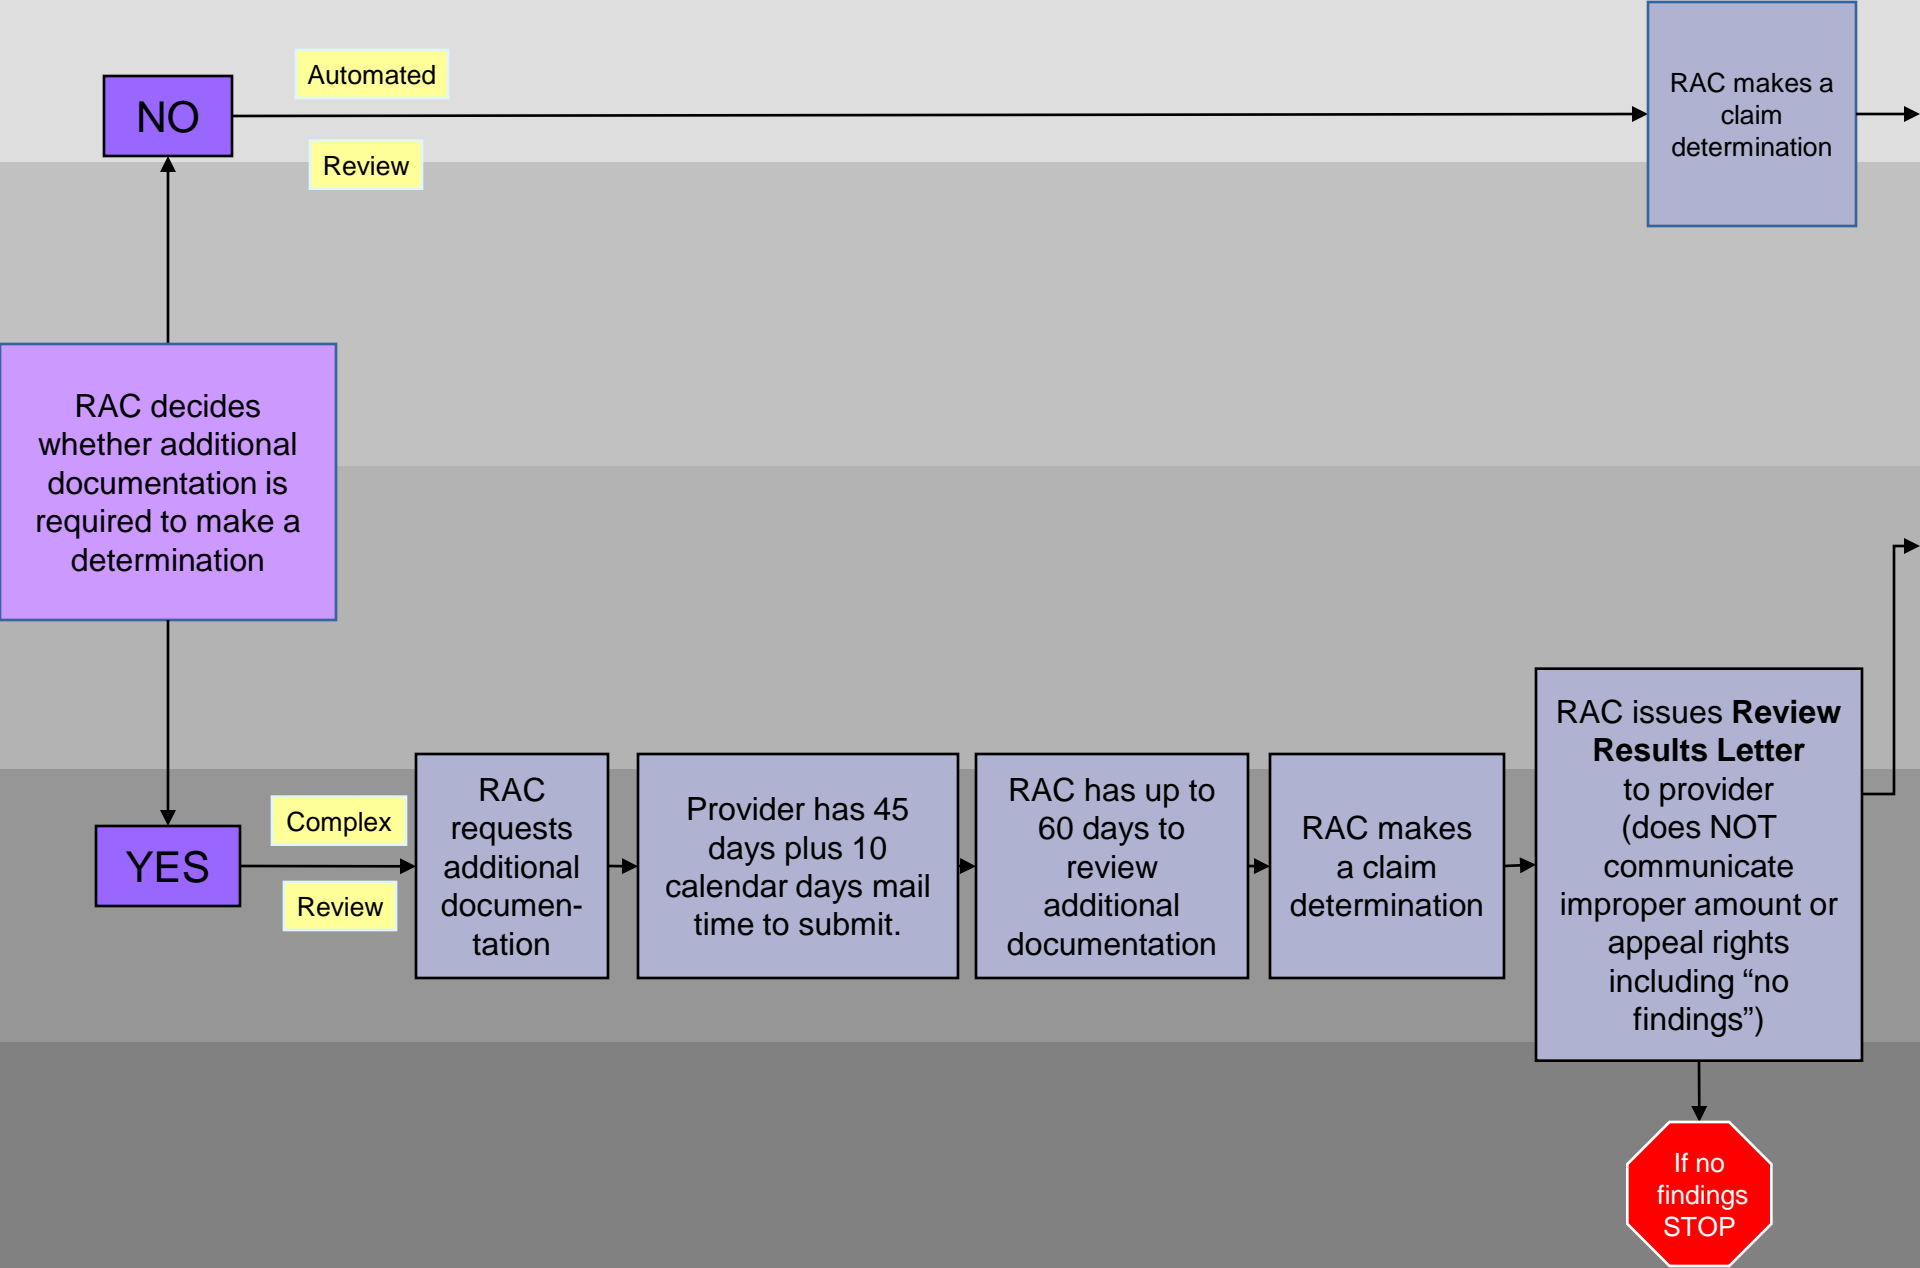 Automated
NO
Review
RAC makes a
claim
determination
RAC decides
whether additional
documentation is
required to make a
determination
YES
Complex
Review
RAC
requests
additional
documen-
tation
Provider has 45
days plus 10
calendar days mail
time to submit.
RAC has up to
60 days to
review
additional
documentation
RAC makes
a claim
determination
RAC issues Review
Results Letter
to provider
(does NOT
communicate
improper amount or
appeal rights
including “no
findings”)
If no
findings
STOP